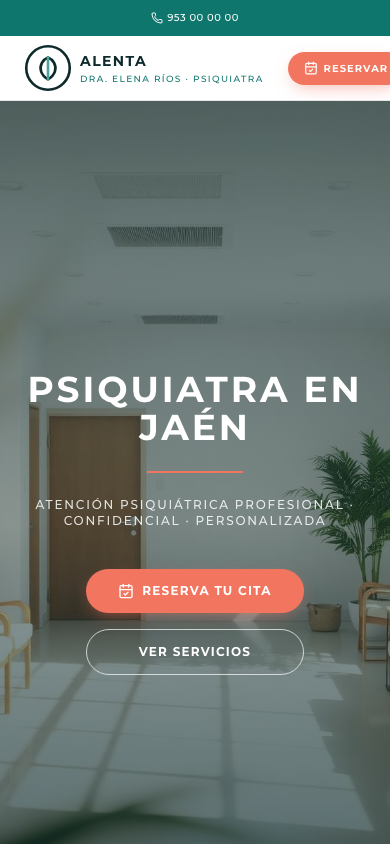 953 00 00 00
ALENTA
DRA. ELENA RÍOS · PSIQUIATRA
RESERVAR
PSIQUIATRA EN
JAÉN
ATENCIÓN PSIQUIÁTRICA PROFESIONAL ·
CONFIDENCIAL · PERSONALIZADA
RESERVA TU CITA
VER SERVICIOS